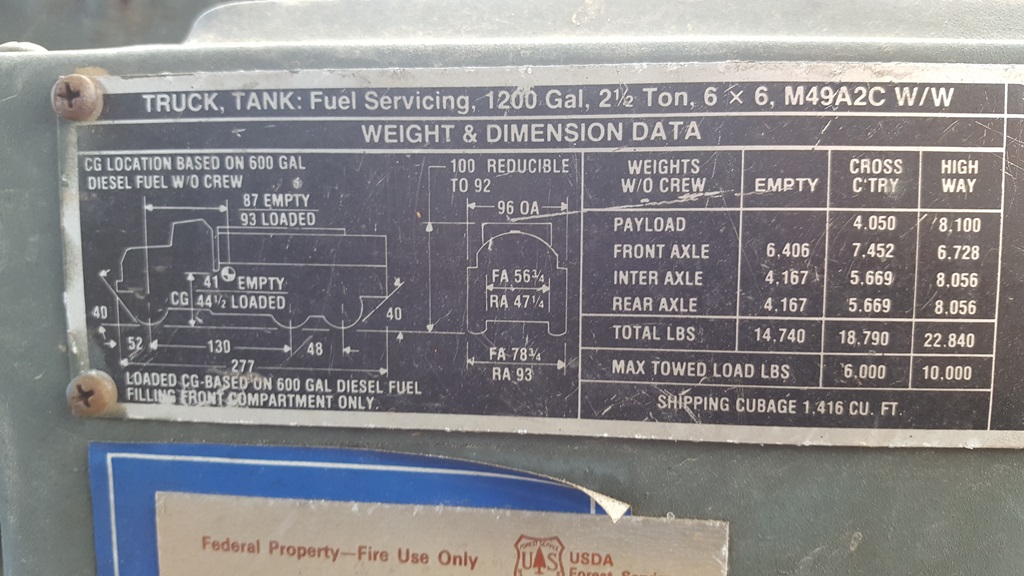 TRUCK, TANK: Fuel Servicing, 1200 Gal, 2½ Ton, 6 × 6, M49A2C W/W
WEIGHT & DIMENSION DATA
CG LOCATION BASED ON 600 GAL
DIESEL FUEL W/O CREW
87 EMPTY
93 LOADED
41 EMPTY
CG 44½ LOADED
40
40
52 130 48
277
LOADED CG-BASED ON 600 GAL DIESEL FUEL
FILLING FRONT COMPARTMENT ONLY.
100 REDUCIBLE
TO 92
96 OA
FA 56¾
RA 47¼
FA 78¾
RA 93
WEIGHTS W/O CREW EMPTY CROSS C'TRY HIGH WAY
PAYLOAD 4.050 8.100
FRONT AXLE 6.406 7.452 6.728
INTER AXLE 4.167 5.669 8.056
REAR AXLE 4.167 5.669 8.056
TOTAL LBS 14.740 18.790 22.840
MAX TOWED LOAD LBS 6.000 10.000
SHIPPING CUBAGE 1,416 CU. FT.
Federal Property—Fire Use Only
FOREST SERVICE
U S
USDA
Forest